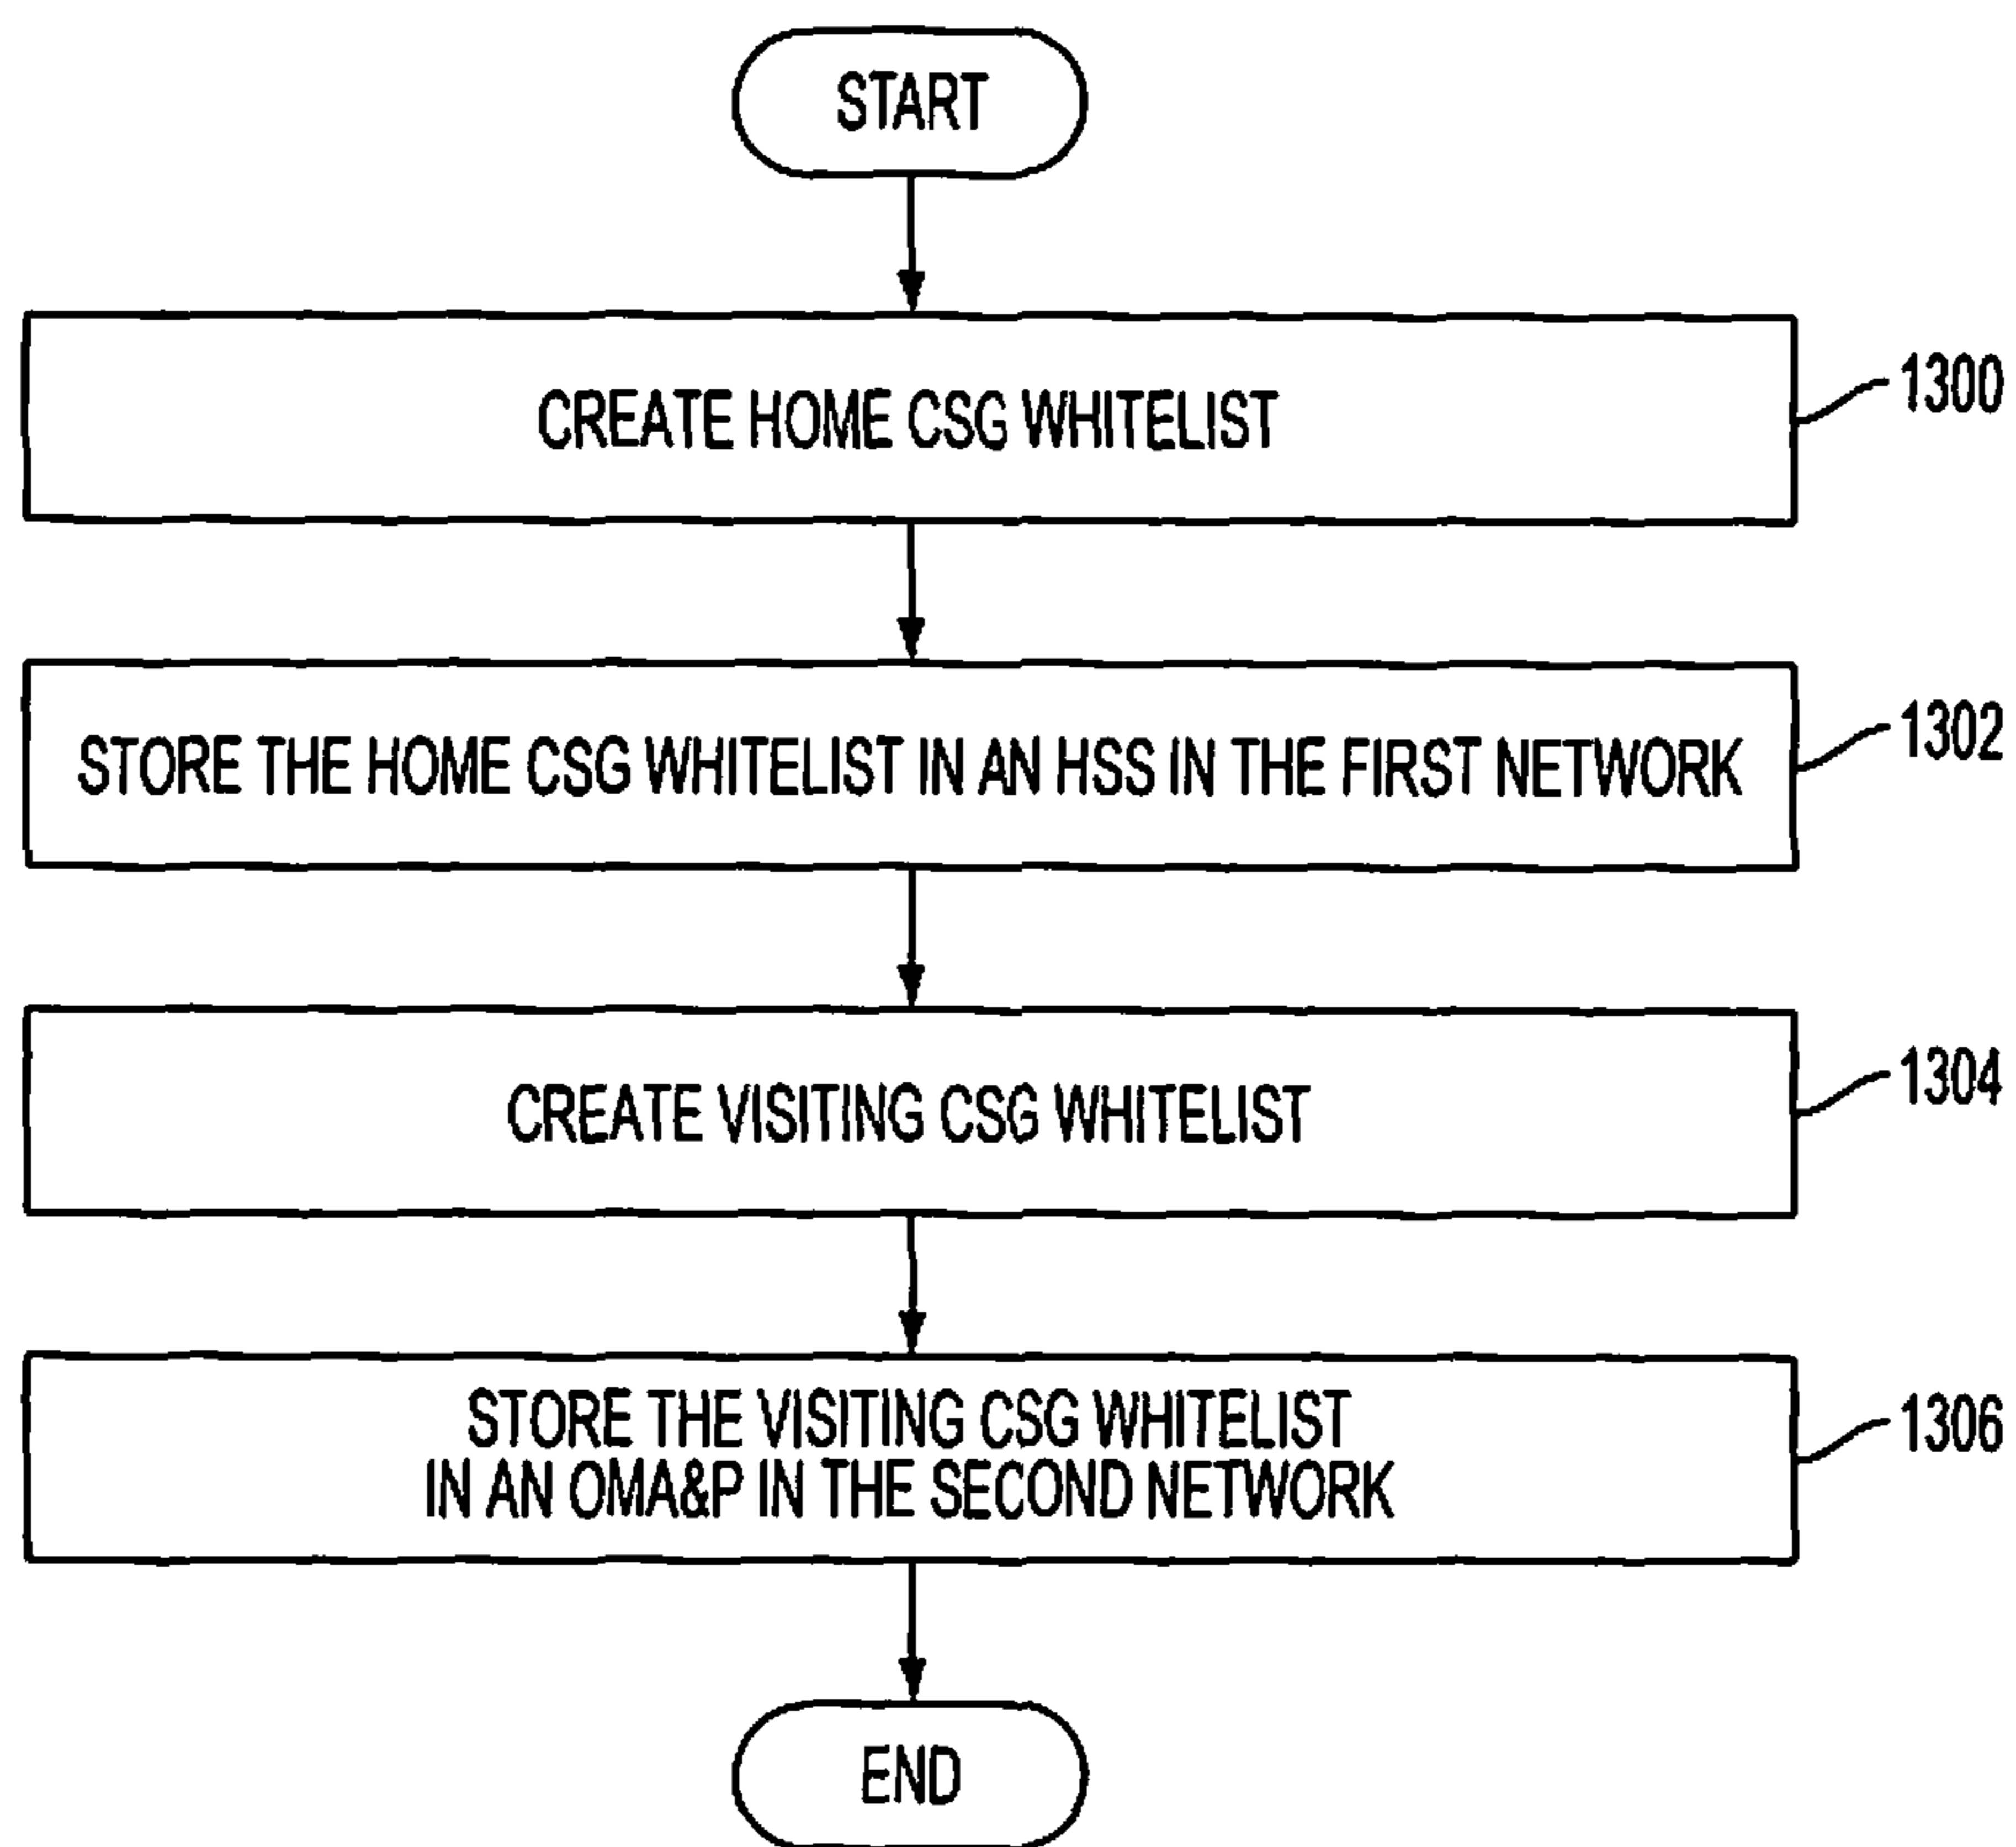 START
CREATE HOME CSG WHITELIST
1300
STORE THE HOME CSG WHITELIST IN AN HSS IN THE FIRST NETWORK
1302
CREATE VISITING CSG WHITELIST
1304
STORE THE VISITING CSG WHITELIST
IN AN OMA&P IN THE SECOND NETWORK
1306
END